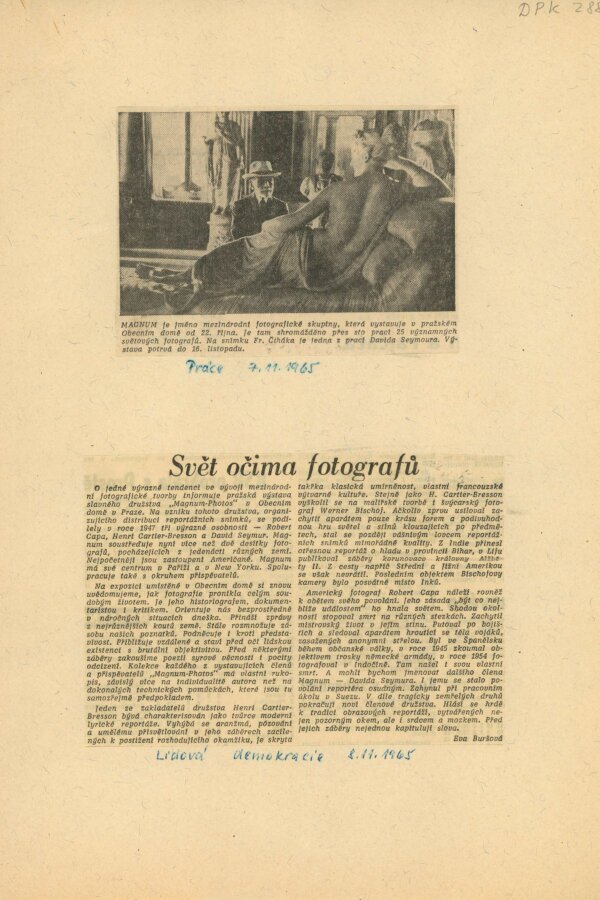 DPK 288
MAGNUM je jméno mezinárodní fotografické skupiny, která vystavuje v pražském
Obecním domě od 22. října. Je tam shromážděno přes sto prací 25 významných
světových fotografů. Na snímku Fr. Čiháka je jedna z prací Davida Seymoura. Vý-
stava potrvá do 16. listopadu.
Práce 7.11.1965
Svět očima fotografů
O jedné výrazné tendenci ve vývoji mezinárod-
ní fotografické tvorby informuje pražská výstava
slavného družstva „Magnum-Photos" v Obecním
domě v Praze. Na vzniku tohoto družstva, organi-
zujícího distribuci reportážních snímků, se podí-
lely v roce 1947 tři výrazné osobnosti — Robert
Capa, Henri Cartier-Bresson a David Seymur. Mag-
num soustřeďuje nyní více než dvě desítky foto-
grafů, pocházejících z jedenácti různých zemí.
Nejpočetněji jsou zastoupeni Američané. Magnum
má své centrum v Paříži a v New Yorku. Spolu-
pracuje také s okruhem přispěvatelů.
Na expozici umístěné v Obecním domě si znovu
uvědomujeme, jak fotografie pronikla celým sou-
dobým životem. Je jeho historiografem, dokumen-
taristou i kritikem. Orientuje nás bezprostředně
v náročných situacích dneška. Přináší zprávy
z nejrůznějších koutů země. Stále rozmnožuje zá-
sobu našich poznatků. Podněcuje i krotí představ-
ivost. Přibližuje vzdálené a staví před oči lidskou
existenci s brutální objektivitou. Před některými
záběry zakoušíme pocit syrové věcnosti i pocity
odcizení. Kolekce každého z vystavujících členů
a přispěvatelů „Magnum-Photos" má vlastní ruko-
pis, závislý více na individualitě autora než na
dokonalých technických pomůckách, které jsou tu
samozřejmě předpokladem.
Jeden ze zakladatelů družstva Henri Cartier-
Bresson bývá charakterisován jako tvůrce moderní
lyrické reportáže. Vyhýbá se aranžmá, pózování
a umělému přisvětlování v jeho záběrech zacíle-
ných k postižení rozhodujícího okamžiku, je skryta
takřka klasická umírněnost, vlastní francouzské
výtvarné kultuře. Stejně jako H. Cartier-Bresson
vyškolil se na malířské tvorbě i švýcarský foto-
graf Werner Bischof. Ačkoliv zprvu usiloval za-
chytit aparátem pouze krásu forem a podivuhod-
nou hru světel a stínů klouzajících po předmě-
tech, stal se později vášnivým lovcem reportáž-
ních snímků mimořádné kvality. Z Indie přinesl
otřesnou reportáž o hladu v provincii Bihar, v Lifu
publikoval záběry korunovace královny Alžbě-
ty II. Z cesty napříč Střední a Jižní Amerikou
se však nevrátil. Posledním objektem Bischofovy
kamery bylo posvátné místo Inků.
Americký fotograf Robert Capa náleží rovněž
k obětem svého povolání. Jeho zásada „být co nej-
blíže událostem" ho hnala světem. Shodou okol-
ností stopoval smrt na různých stezkách. Zachytil
mistrovský život v jejím stínu. Putoval po bojiš-
tích a sledoval aparátem hroutící se těla vojáků,
zasažených anonymní střelou. Byl ve Španělsku
během občanské války, v roce 1945 zkoumal ob-
jektivem trosky německé armády, v roce 1954 fo-
tografoval v Indočíně. Tam našel i svou vlastní
smrt. A mohli bychom jmenovat dalšího člena
Magnum — Davida Seymura. I jemu se stalo po-
volání reportéra osudným. Zahynul při pracovním
úkolu v Suezu. V díle tragicky zemřelých druhů
pokračují noví členové družstva. Hlásí se hrdě
k tradici obrazových reportáží, vytvářených ne-
jen pozorným okem, ale i srdcem a mozkem. Před
jejich záběry nejednou kapitulují slova.
Eva Buršová
Lidová demokracie 8.11.1965